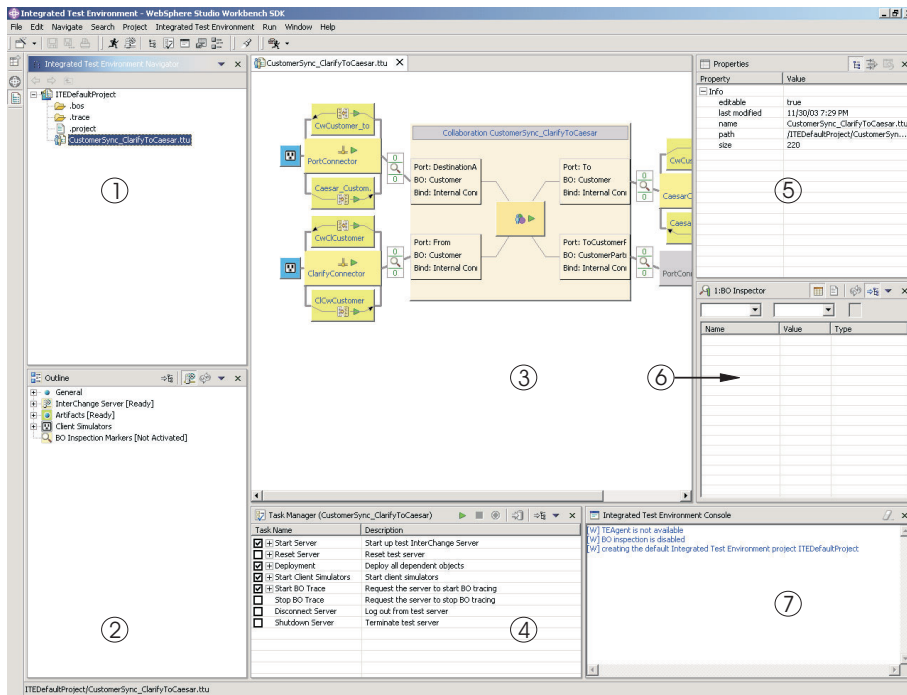 Integrated Test Environment - WebSphere Studio Workbench SDK
File Edit Navigate Search Project Integrated Test Environment Run Window Help
Integrated Test Environment Navigator
ITEDefaultProject
.bos
.trace
.project
CustomerSync_ClarifyToCaesar.ttu
1
Outline
General
InterChange Server [Ready]
Artifacts [Ready]
Client Simulators
BO Inspection Markers [Not Activated]
2
CustomerSync_ClarifyToCaesar.ttu
CwCustomer_to
PortConnector
Caesar_Custom.
CwClCustomer
ClarifyConnector
ClCwCustomer
0
0
0
0
Collaboration CustomerSync_ClarifyToCaesar
Port: DestinationA
BO: Customer
Bind: Internal Con
Port: From
BO: Customer
Bind: Internal Con
Port: To
BO: Customer
Bind: Internal Con
Port: ToCustomerP
BO: CustomerPart
Bind: Internal Con
0
0
0
0
CwCu
CaesarC
Caesa
PortCon
3
Properties
Property Value
Info
editable true
last modified 11/30/03 7:29 PM
name CustomerSync_ClarifyToCaesar.ttu
path /ITEDefaultProject/CustomerSyn...
size 220
5
1:BO Inspector
Name Value Type
6
Task Manager (CustomerSync_ClarifyToCaesar)
Task Name Description
Start Server Start up test InterChange Server
Reset Server Reset test server
Deployment Deploy all dependent objects
Start Client Simulators Start client simulators
Start BO Trace Request the server to start BO tracing
Stop BO Trace Request the server to stop BO tracing
Disconnect Server Log out from test server
Shutdown Server Terminate test server
4
Integrated Test Environment Console
[W] TEAgent is not available
[W] BO inspection is disabled
[W] creating the default Integrated Test Environment project ITEDefaultProject
7
ITEDefaultProject/CustomerSync_ClarifyToCaesar.ttu